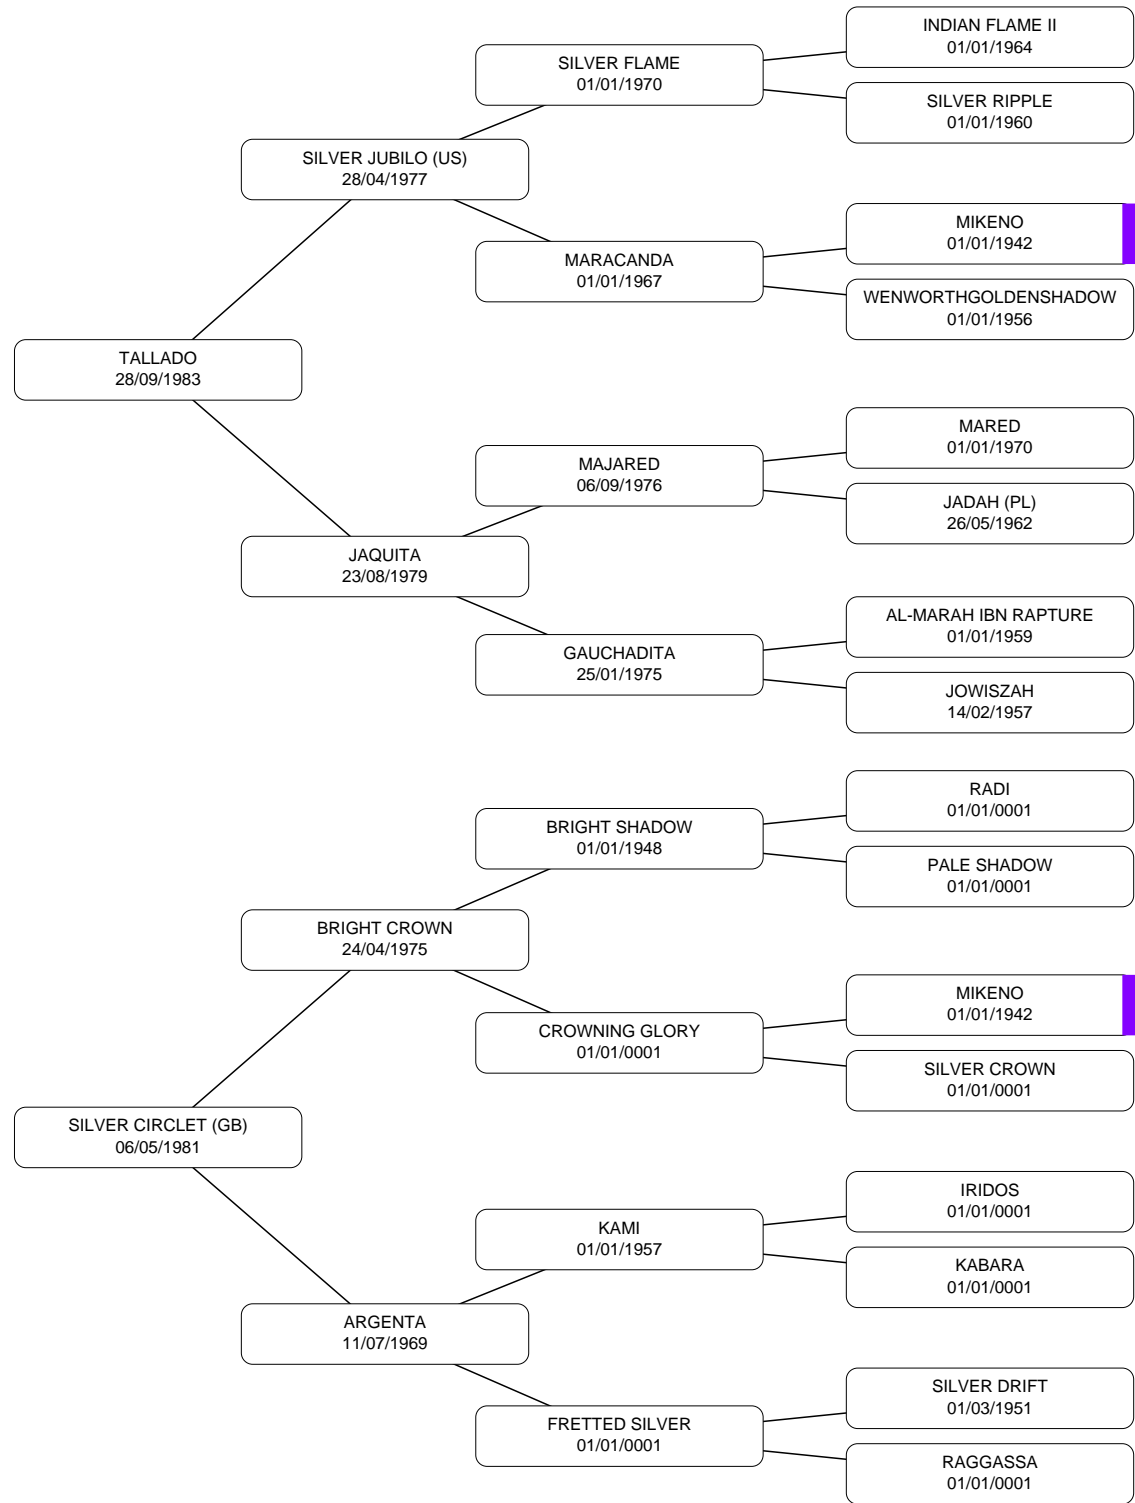 INDIAN FLAME II
01/01/1964
SILVER FLAME
01/01/1970
SILVER RIPPLE
01/01/1960
SILVER JUBILO (US)
28/04/1977
MIKENO
01/01/1942
MARACANDA
01/01/1967
WENWORTHGOLDENSHADOW
01/01/1956
TALLADO
28/09/1983
MARED
01/01/1970
MAJARED
06/09/1976
JADAH (PL)
26/05/1962
JAQUITA
23/08/1979
AL-MARAH IBN RAPTURE
01/01/1959
GAUCHADITA
25/01/1975
JOWISZAH
14/02/1957
RADI
01/01/0001
BRIGHT SHADOW
01/01/1948
PALE SHADOW
01/01/0001
BRIGHT CROWN
24/04/1975
MIKENO
01/01/1942
CROWNING GLORY
01/01/0001
SILVER CROWN
01/01/0001
SILVER CIRCLET (GB)
06/05/1981
IRIDOS
01/01/0001
KAMI
01/01/1957
KABARA
01/01/0001
ARGENTA
11/07/1969
SILVER DRIFT
01/03/1951
FRETTED SILVER
01/01/0001
RAGGASSA
01/01/0001